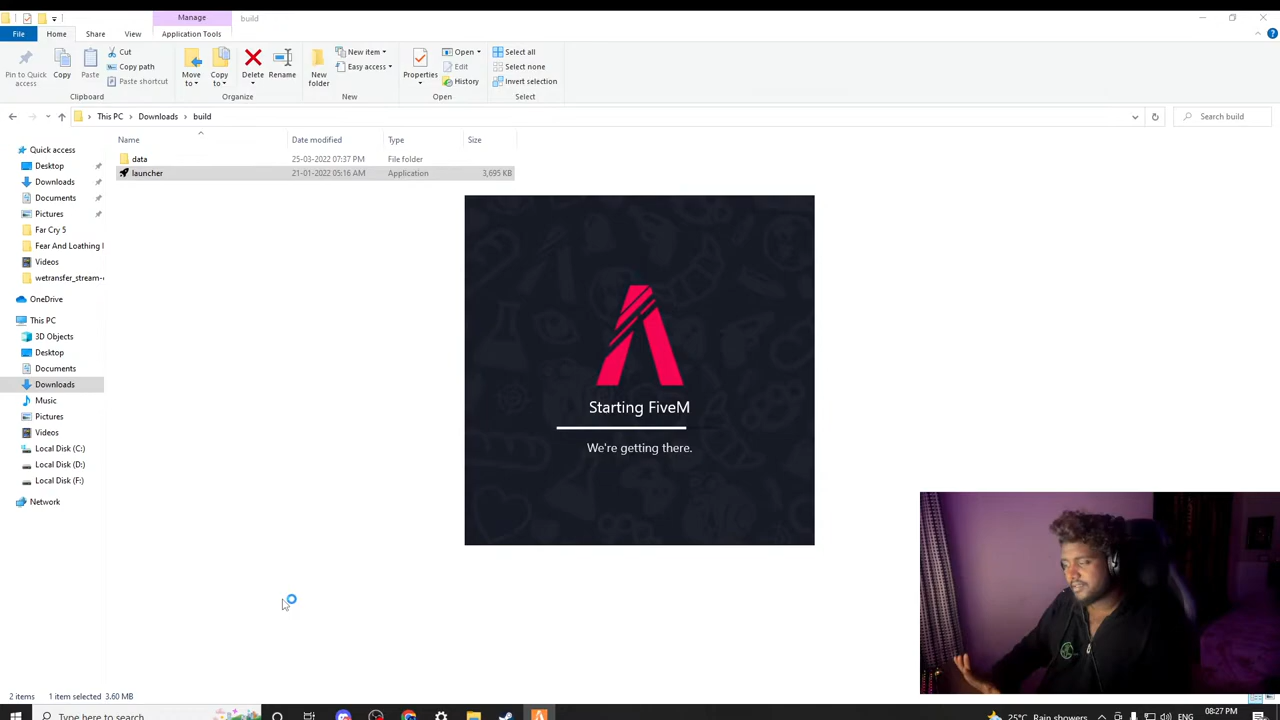 Manage
build
File
Home
Share
View
Application Tools
Pin to Quick access
Copy
Paste
Cut
Copy path
Paste shortcut
Clipboard
Move to
Copy to
Delete
Rename
Organize
New folder
New item
Easy access
New
Properties
Open
Edit
History
Open
Select all
Select none
Invert selection
Select
This PC
Downloads
build
Search build
Name
Date modified
Type
Size
data
25-03-2022 07:37 PM
File folder
launcher
21-01-2022 05:16 AM
Application
3,695 KB
Quick access
Desktop
Downloads
Documents
Pictures
Far Cry 5
Fear And Loathing
Videos
wetransfer_stream-
OneDrive
This PC
3D Objects
Desktop
Documents
Downloads
Music
Pictures
Videos
Local Disk (C:)
Local Disk (D:)
Local Disk (F:)
Network
Starting FiveM
We're getting there.
2 items
1 item selected
3.60 MB
Type here to search
25°C
Rain showers
ENG
08:27 PM